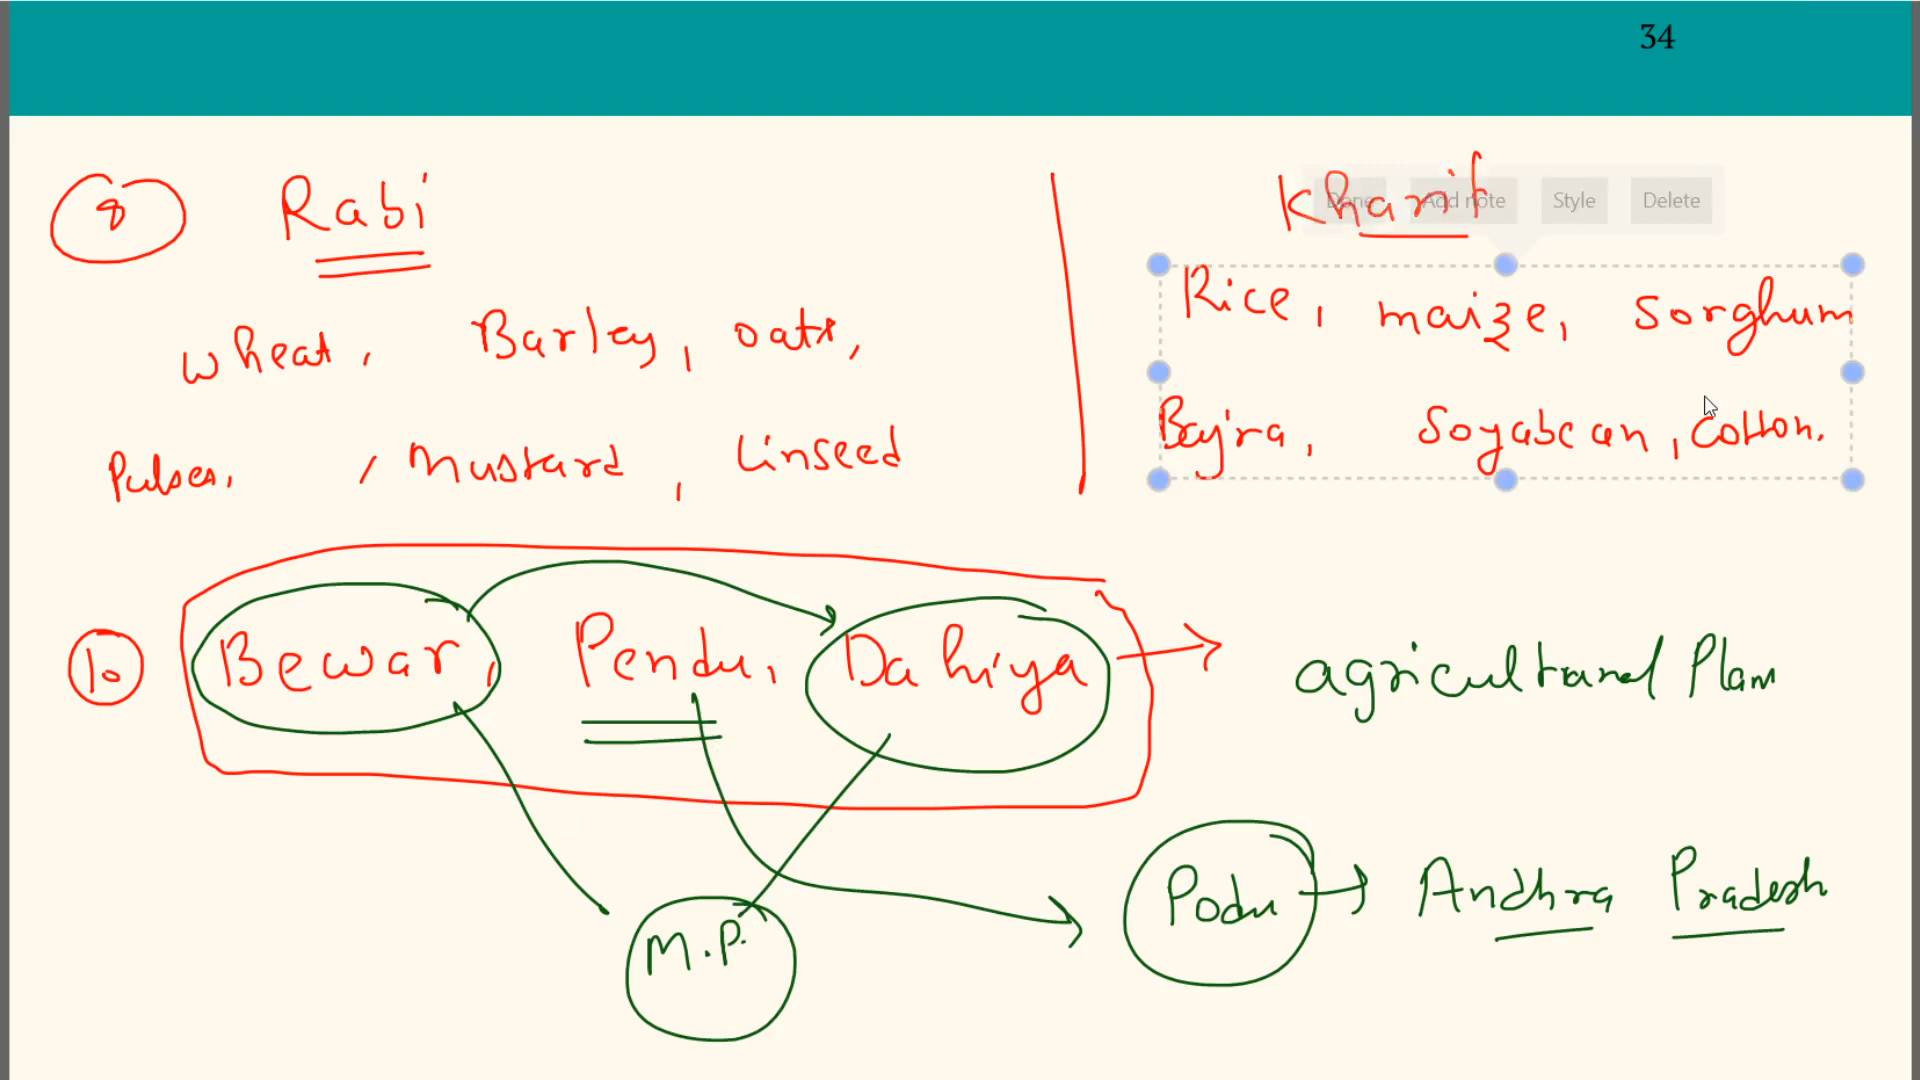 34
8 Rabi
Kharif
Done Add note Style Delete
Wheat, Barley, oats,
Rice, maize, Sorghum
Pulses, , Mustard, Linseed
Bajra, Soyabean, Cotton.
10 Bewar, Pendu, Dahiya
agricultural Plan
Podu Andhra Pradesh
M.P.